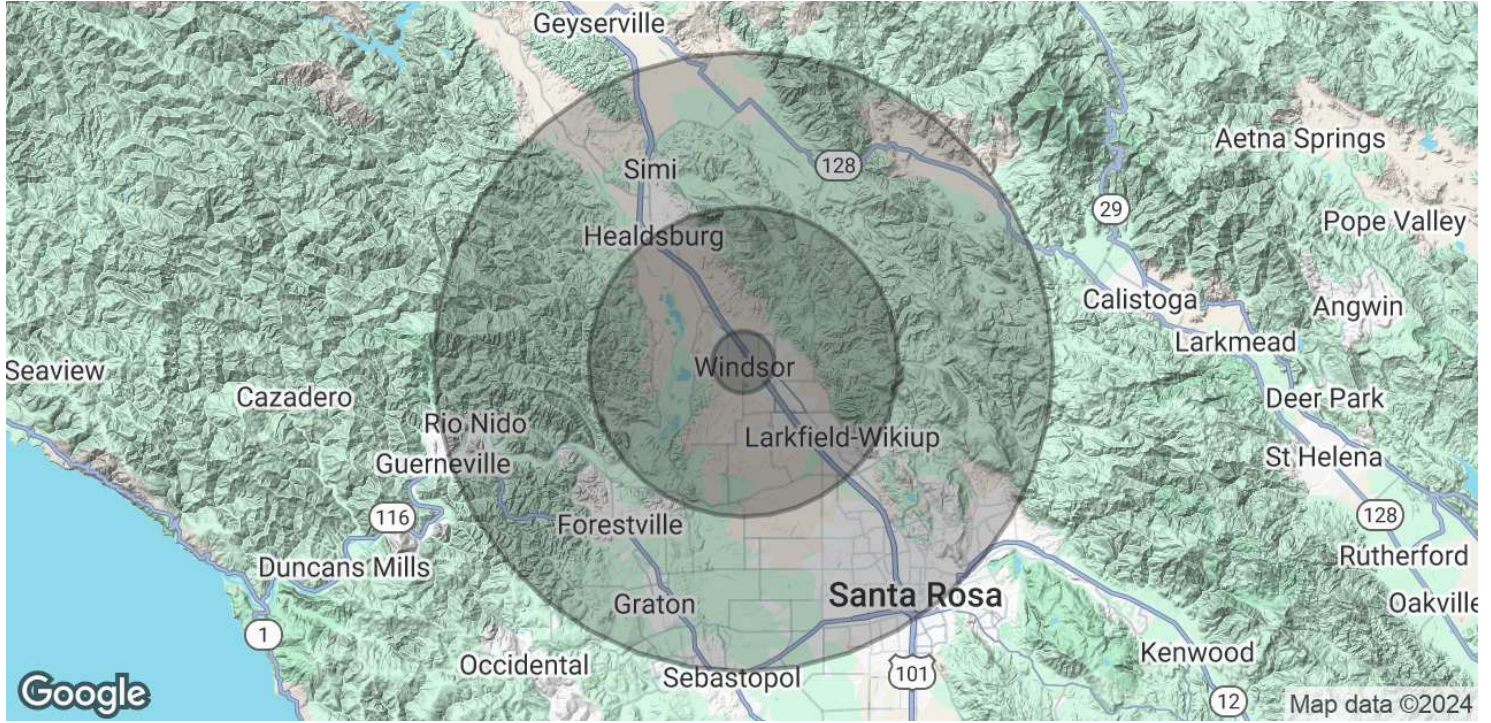 Geyserville
Aetna Springs
128
Simi
29
Pope Valley
Healdsburg
Calistoga
Angwin
Larkmead
Windsor
Seaview
Cazadero
Deer Park
Rio Nido
Larkfield-Wikiup
Guerneville
St Helena
116
128
Forestville
Rutherford
Duncans Mills
Santa Rosa
Graton
Oakville
1
Kenwood
Occidental
Sebastopol
101
12
Google
Map data ©2024